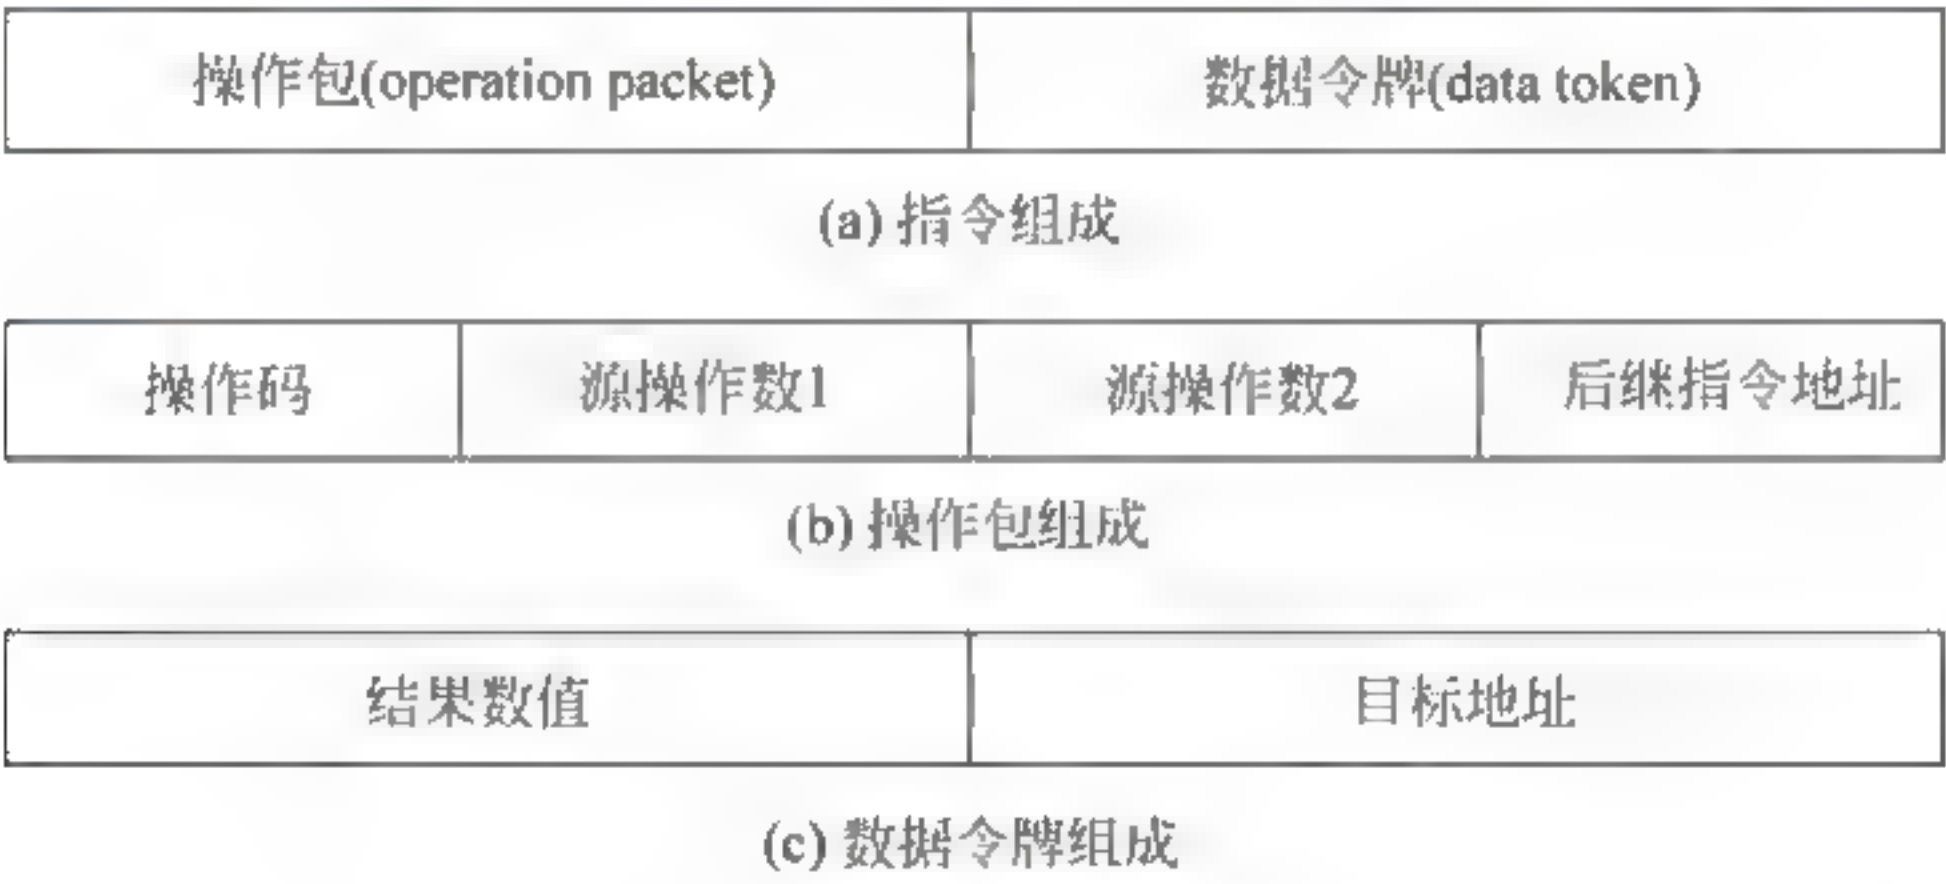 操作包(operation packet) 数据令牌(data token)
(a) 指令组成
操作码 源操作数1 源操作数2 后继指令地址
(b) 操作包组成
结果数值 目标地址
(c) 数据令牌组成